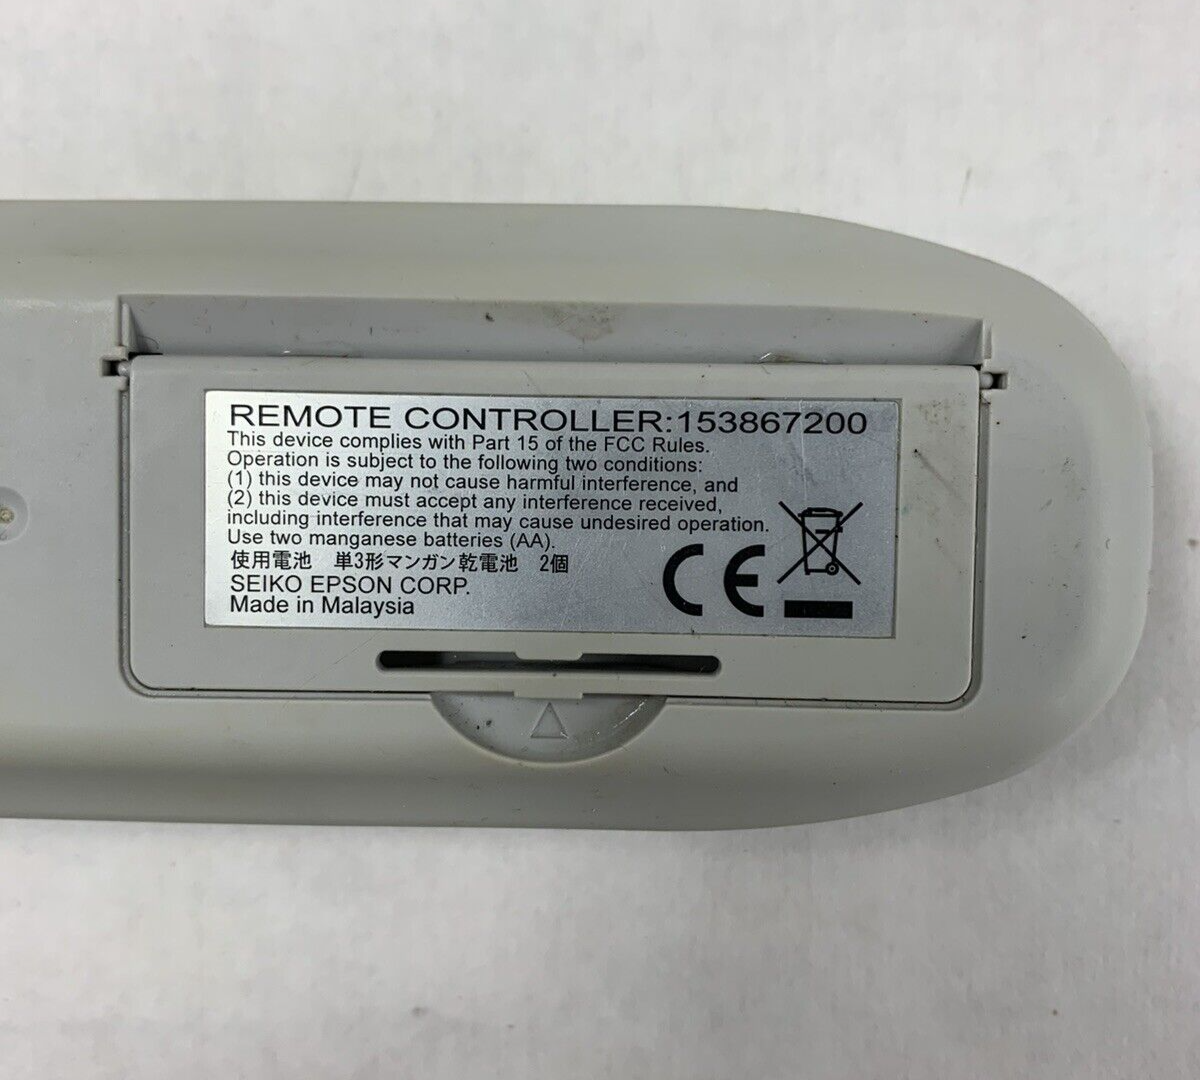 REMOTE CONTROLLER:153867200
This device complies with Part 15 of the FCC Rules.
Operation is subject to the following two conditions:
(1) this device may not cause harmful interference, and
(2) this device must accept any interference received,
including interference that may cause undesired operation.
Use two manganese batteries (AA).
使用電池 単3形マンガン乾電池 2個
SEIKO EPSON CORP.
Made in Malaysia
CE